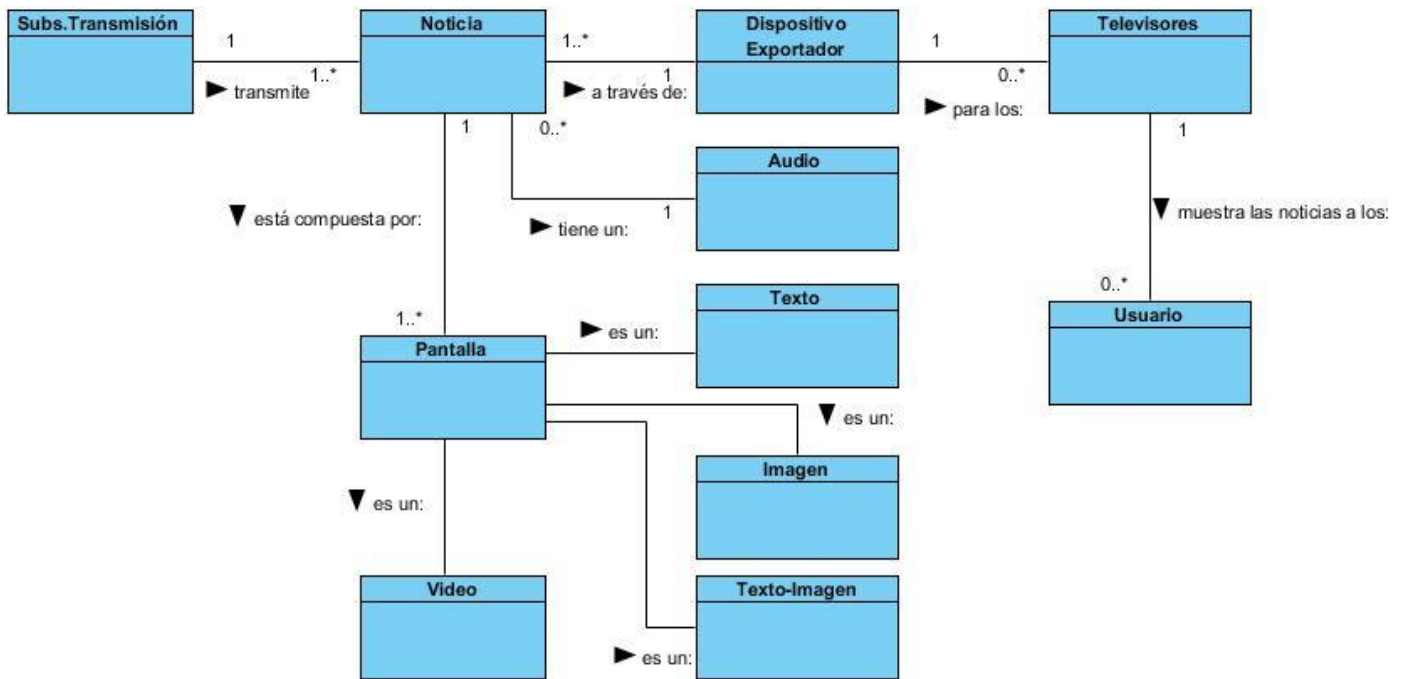 Subs.Transmisión
Noticia
Dispositivo
Exportador
Televisores
1
1..*
transmite
1..*
1
a través de:
1
0..*
para los:
1
0..*
1
está compuesta por:
Audio
1
tiene un:
muestra las noticias a los:
0..*
Usuario
1..*
Pantalla
Texto
es un:
es un:
Imagen
es un:
Video
Texto-Imagen
es un: